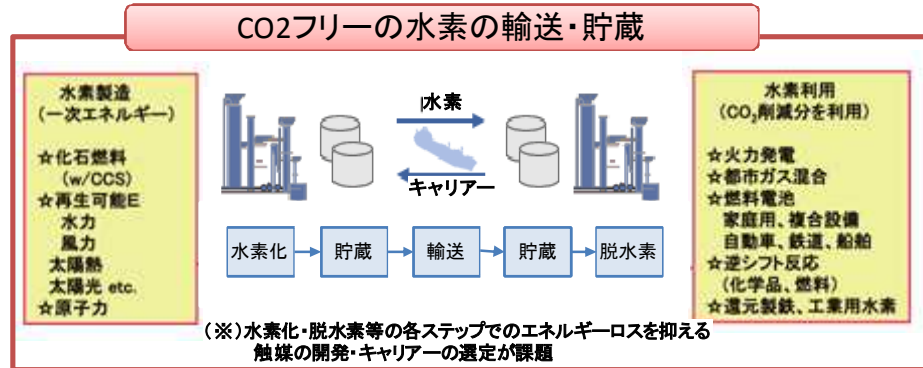 CO2フリーの水素の輸送・貯蔵
水素製造
(一次エネルギー)
☆化石燃料
(w/CCS)
☆再生可能E
水力
風力
太陽熱
太陽光 etc.
☆原子力
水素
キャリアー
水素化
貯蔵
輸送
貯蔵
脱水素
水素利用
(CO₂削減分を利用)
☆火力発電
☆都市ガス混合
☆燃料電池
家庭用、複合設備
自動車、鉄道、船舶
☆逆シフト反応
(化学品、燃料)
☆還元製鉄、工業用水素
(※)水素化・脱水素等の各ステップでのエネルギーロスを抑える
触媒の開発・キャリアーの選定が課題